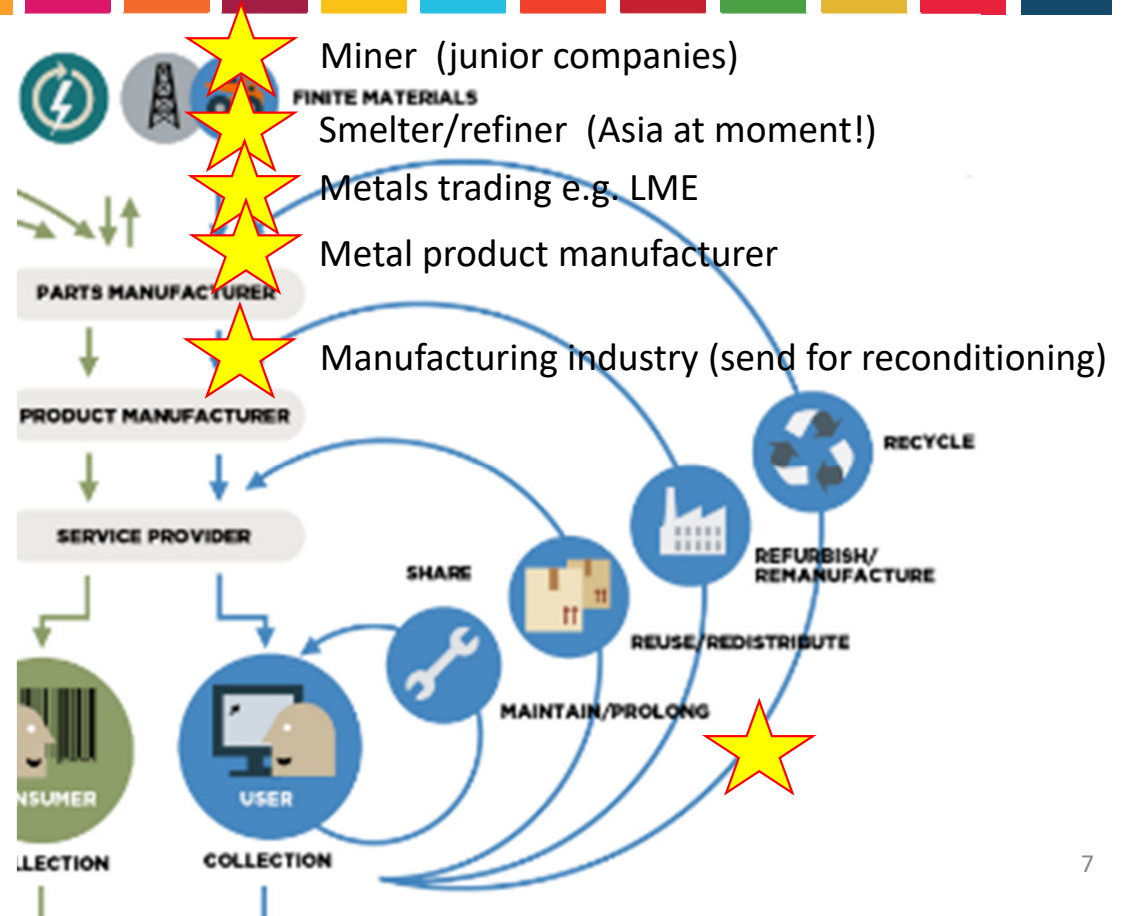 Miner  (junior companies)
FINITE MATERIALS
Smelter/refiner  (Asia at moment!)
Metals trading e.g. LME
Metal product manufacturer
PARTS MANUFACTURER
Manufacturing industry (send for reconditioning)
PRODUCT MANUFACTURER
RECYCLE
SERVICE PROVIDER
SHARE
REFURBISH/
REMANUFACTURE
REUSE/REDISTRIBUTE
MAINTAIN/PROLONG
NSUMER
USER
LLECTION
COLLECTION
7